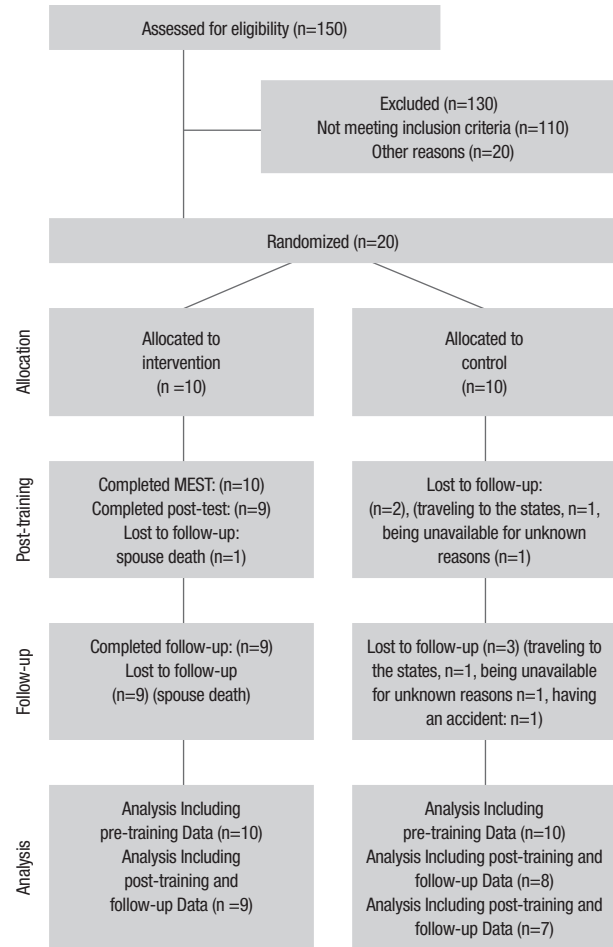 Assessed for eligibility (n=150)
Excluded (n=130)
Not meeting inclusion criteria (n=110)
Other reasons (n=20)
Randomized (n=20)
Allocation
Allocated to
intervention
(n =10)
Allocated to
control
(n=10)
Post-training
Completed MEST: (n=10)
Completed post-test: (n=9)
Lost to follow-up:
spouse death (n=1)
Lost to follow-up:
(n=2), (traveling to the states, n=1,
being unavailable for unknown
reasons (n=1)
Follow-up
Completed follow-up: (n=9)
Lost to follow-up
(n=9) (spouse death)
Lost to follow-up (n=3) (traveling to
the states, n=1, being unavailable
for unknown reasons n=1, having
an accident: n=1)
Analysis
Analysis Including
pre-training Data (n=10)
Analysis Including
post-training and
follow-up Data (n =9)
Analysis Including
pre-training Data (n=10)
Analysis Including post-training and
follow-up Data (n=8)
Analysis Including post-training and
follow-up Data (n=7)